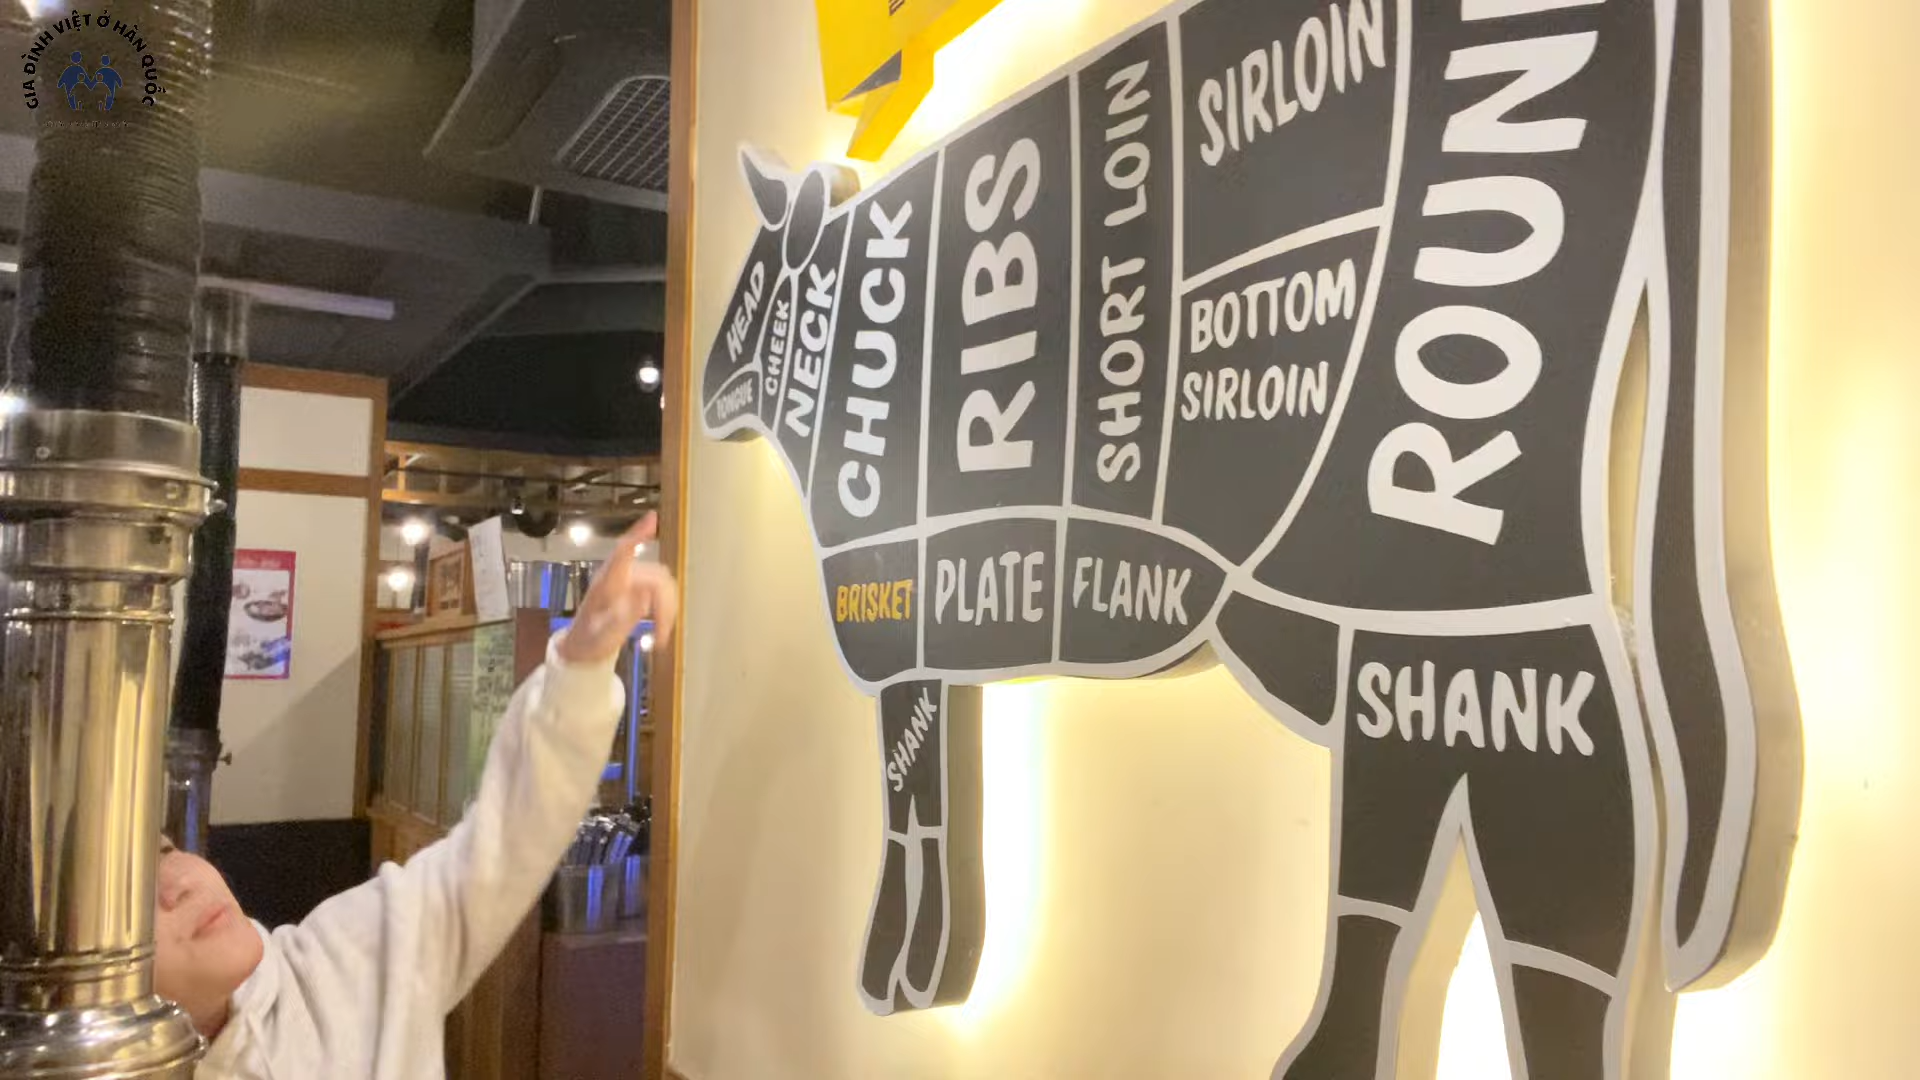 GIA ĐÌNH VIỆT Ở HÀN QUỐC
HEAD
CHEEK
TONGUE
NECK
CHUCK
RIBS
SHORT LOIN
SIRLOIN
BOTTOM
SIRLOIN
BRISKET
PLATE
FLANK
SHANK
SHANK